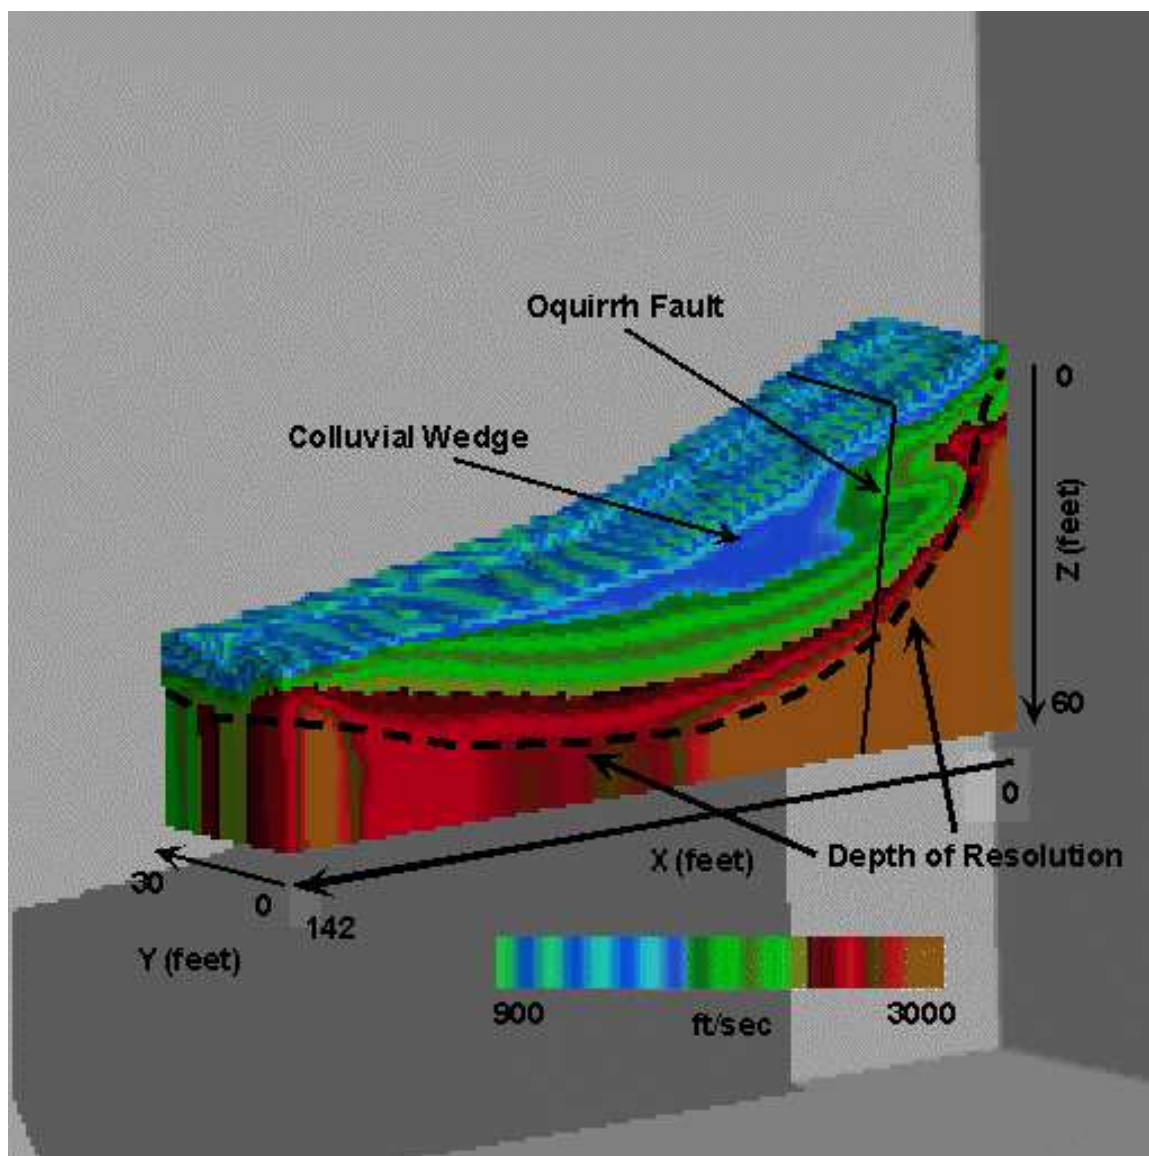 Oquirrh Fault
Colluvial Wedge
0
Z (feet)
60
0
X (feet)
Depth of Resolution
30
0
142
Y (feet)
900
ft/sec
3000